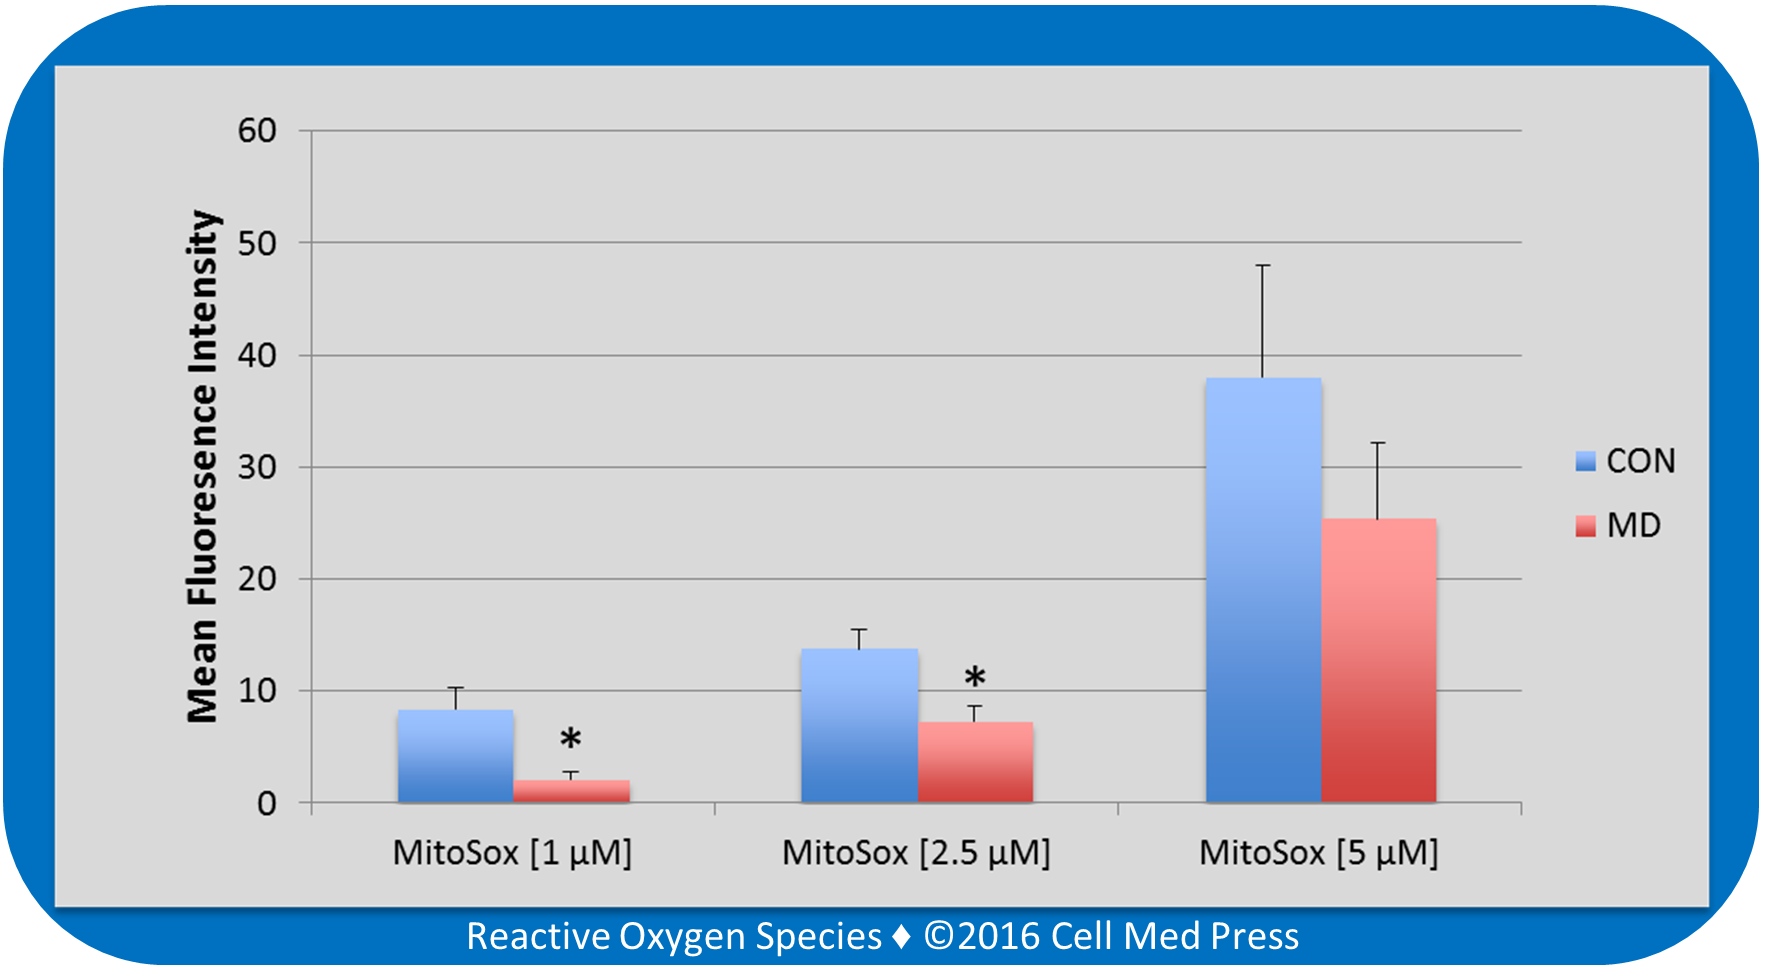 60
50
40
30
20
10
0
Mean Fluoresence Intensity
*
*
MitoSox [1 µM]
MitoSox [2.5 µM]
MitoSox [5 µM]
CON
MD
Reactive Oxygen Species ♦ ©2016 Cell Med Press